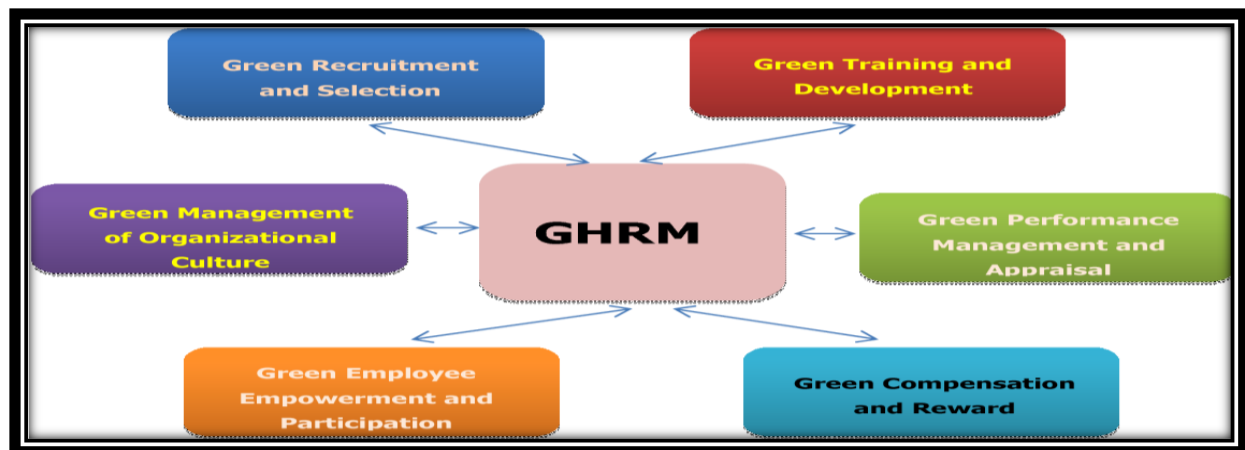 Green Recruitment
and Selection
Green Training and
Development
Green Management
of Organizational
Culture
GHRM
Green Performance
Management and
Appraisal
Green Employee
Empowerment and
Participation
Green Compensation
and Reward